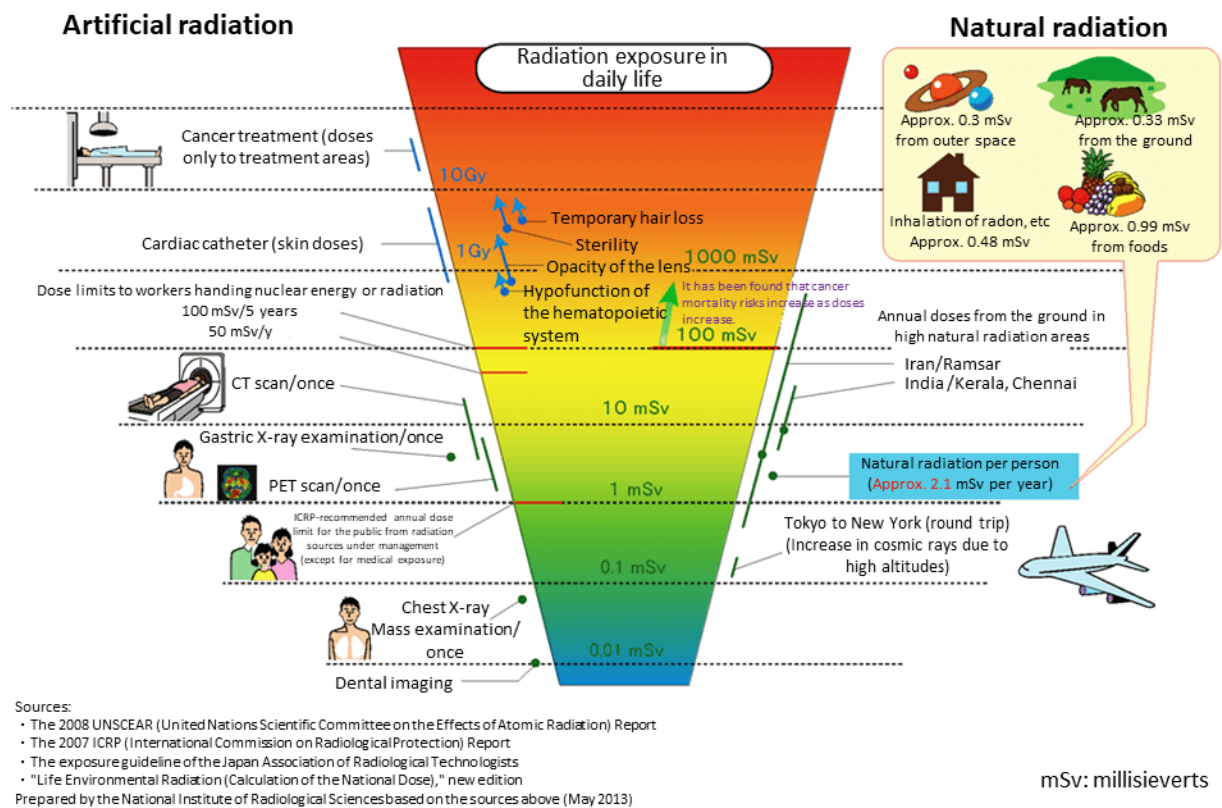 Artificial radiation
Natural radiation
Radiation exposure in
daily life
Approx. 0.3 mSv
from outer space
Approx. 0.33 mSv
from the ground
Inhalation of radon, etc
Approx. 0.48 mSv
Approx. 0.99 mSv
from foods
Cancer treatment (doses
only to treatment areas)
10Gy
Temporary hair loss
Sterility
Cardiac catheter (skin doses)
1Gy
Opacity of the lens
1000 mSv
Hypofunction of
the hematopoietic
system
It has been found that cancer
mortality risks increase as doses
increase.
Dose limits to workers handing nuclear energy or radiation
100 mSv/5 years
50 mSv/y
100 mSv
Annual doses from the ground in
high natural radiation areas
Iran/Ramsar
India /Kerala, Chennai
CT scan/once
10 mSv
Gastric X-ray examination/once
PET scan/once
1 mSv
Natural radiation per person
(Approx. 2.1 mSv per year)
ICRP-recommended annual dose
limit for the public from radiation
sources under management
(except for medical exposure)
Tokyo to New York (round trip)
(Increase in cosmic rays due to
high altitudes)
0.1 mSv
Chest X-ray
Mass examination/
once
0.01 mSv
Dental imaging
Sources:
・The 2008 UNSCEAR (United Nations Scientific Committee on the Effects of Atomic Radiation) Report
・The 2007 ICRP (International Commission on Radiological Protection) Report
・The exposure guideline of the Japan Association of Radiological Technologists
・"Life Environmental Radiation (Calculation of the National Dose)," new edition
Prepared by the National Institute of Radiological Sciences based on the sources above (May 2013)
mSv: millisieverts